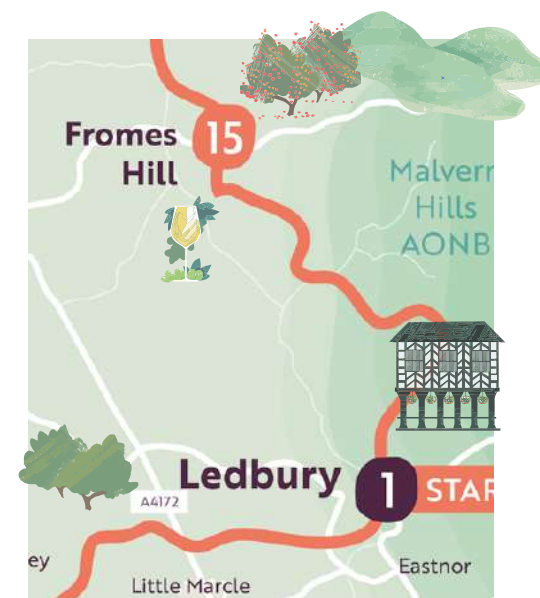 Fromes
Hill
15
Malvern
Hills
AONB
Ledbury
1
STAR
A4172
ey
Eastnor
Little Marcle